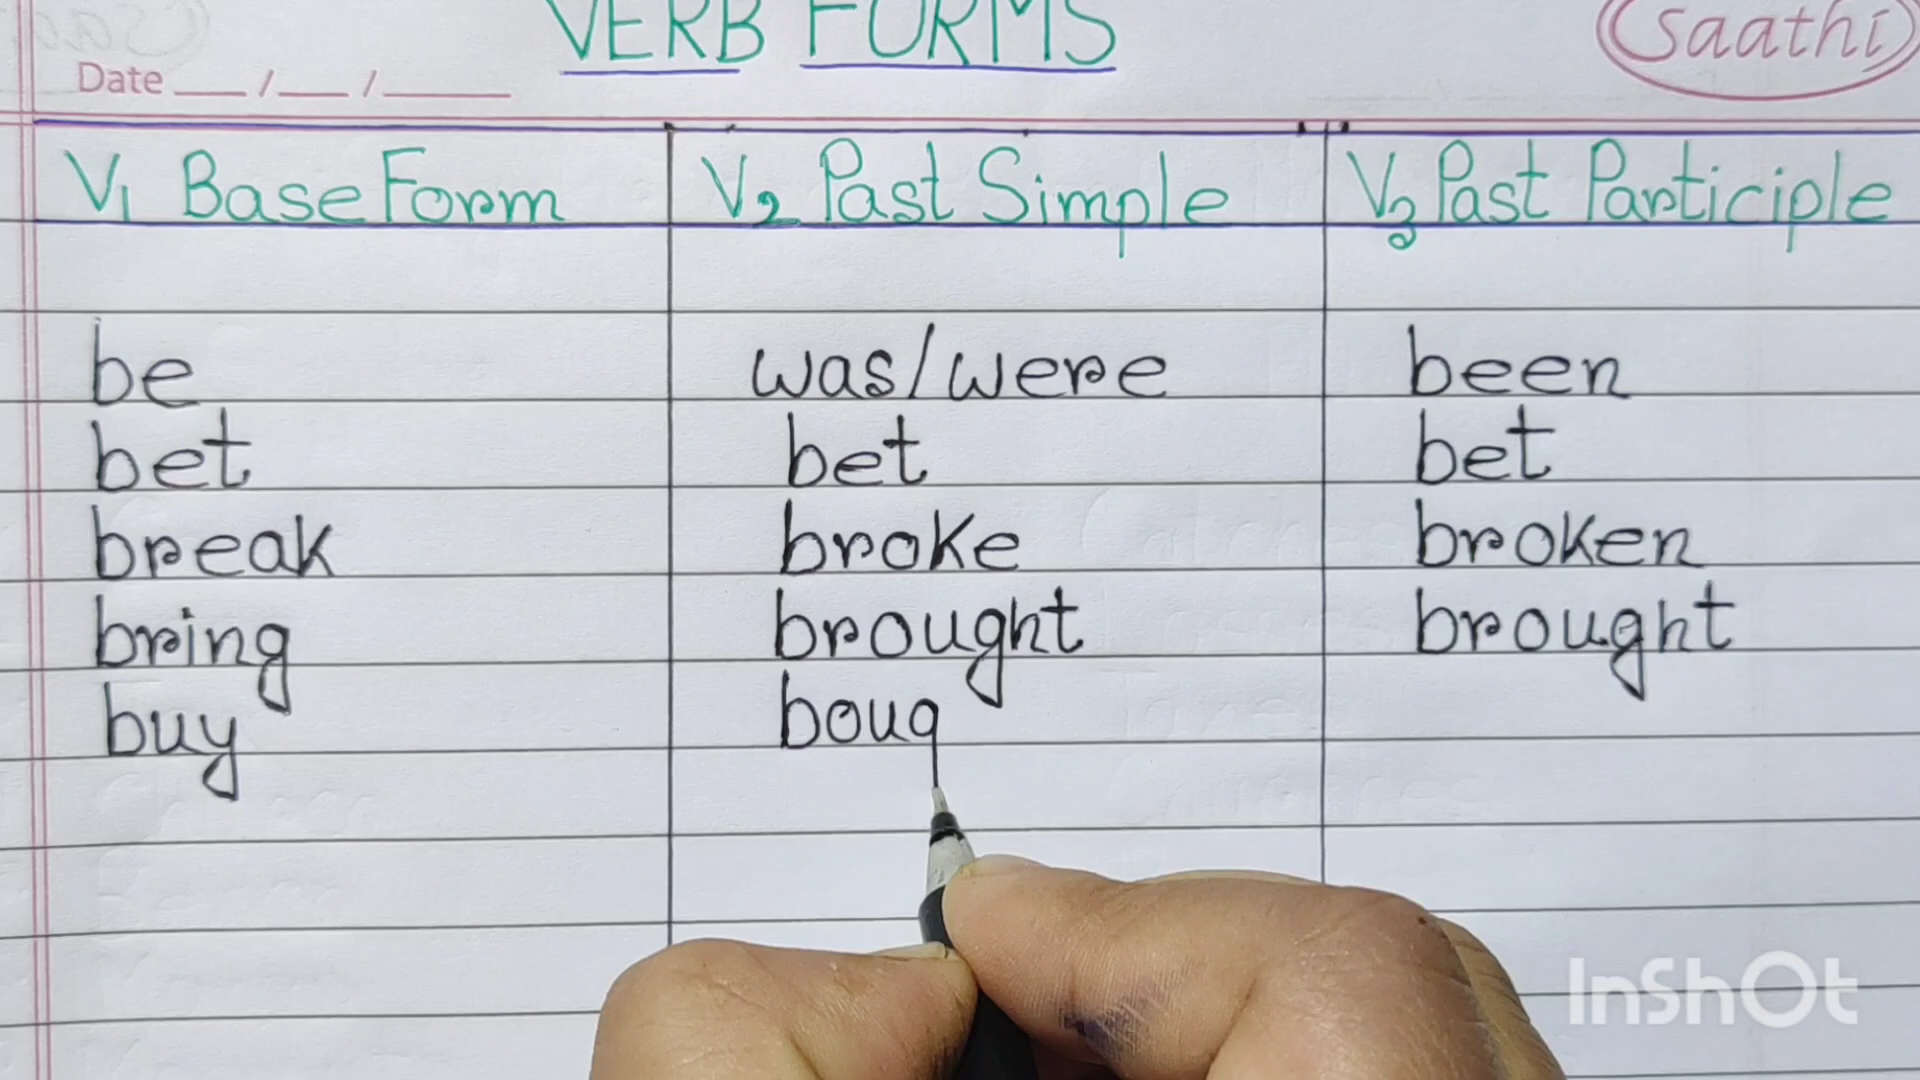 VERB FORMS
Saathi
Date __/__/____
V1 Base Form V2 Past Simple V3 Past Participle
be was/were been
bet bet bet
break broke broken
bring brought brought
buy boug
InShOt